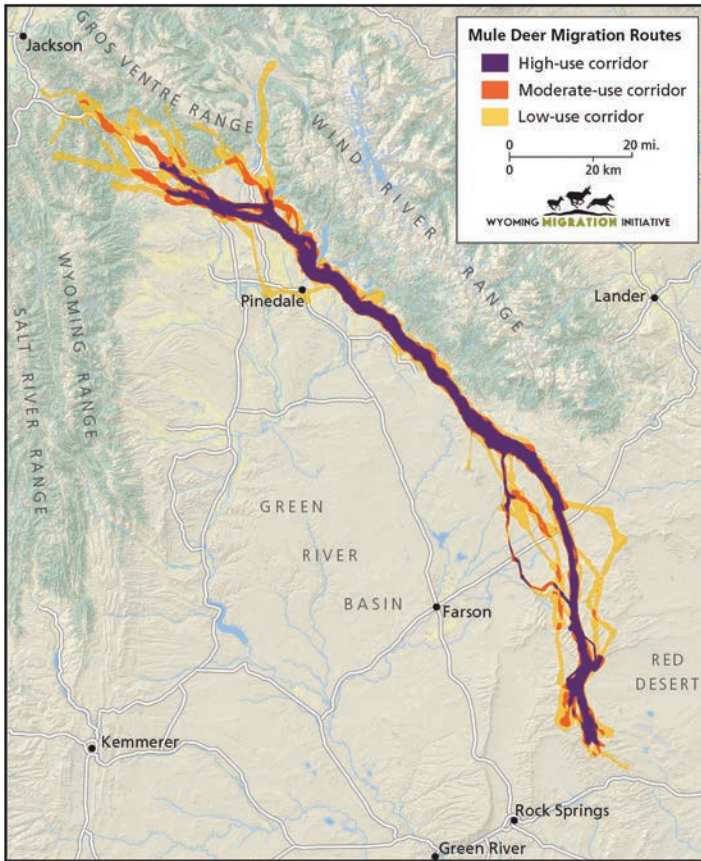 Jackson
GROS VENTRE RANGE
WIND RIVER RANGE
Mule Deer Migration Routes
High-use corridor
Moderate-use corridor
Low-use corridor
0 20 mi.
0 20 km
WYOMING MIGRATION INITIATIVE
Pinedale
Lander
WYOMING RANGE
SALT RIVER RANGE
GREEN
RIVER
BASIN
Farson
RED
DESERT
Kemmerer
Rock Springs
Green River